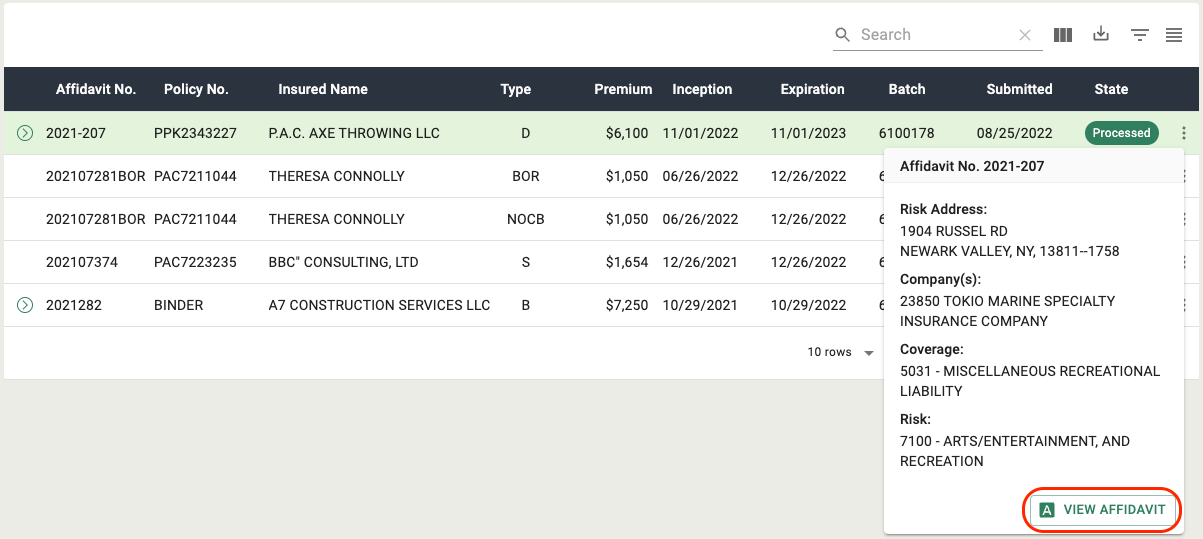 Search
Affidavit No. Policy No. Insured Name Type Premium Inception Expiration Batch Submitted State
2021-207 PPK2343227 P.A.C. AXE THROWING LLC D $6,100 11/01/2022 11/01/2023 6100178 08/25/2022 Processed
202107281BOR PAC7211044 THERESA CONNOLLY BOR $1,050 06/26/2022 12/26/2022
202107281BOR PAC7211044 THERESA CONNOLLY NOCB $1,050 06/26/2022 12/26/2022
202107374 PAC7223235 BBC" CONSULTING, LTD S $1,654 12/26/2021 12/26/2022
2021282 BINDER A7 CONSTRUCTION SERVICES LLC B $7,250 10/29/2021 10/29/2022
10 rows
Affidavit No. 2021-207
Risk Address:
1904 RUSSEL RD
NEWARK VALLEY, NY, 13811--1758
Company(s):
23850 TOKIO MARINE SPECIALTY
INSURANCE COMPANY
Coverage:
5031 - MISCELLANEOUS RECREATIONAL
LIABILITY
Risk:
7100 - ARTS/ENTERTAINMENT, AND
RECREATION
A VIEW AFFIDAVIT